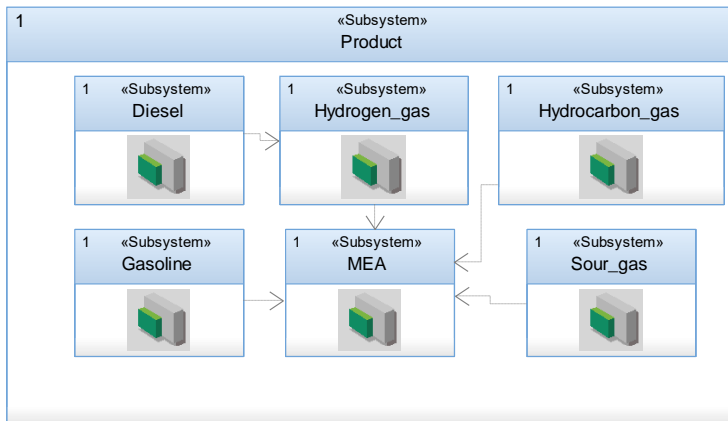 1 «Subsystem»
Product
1 «Subsystem»
Diesel
1 «Subsystem»
Hydrogen_gas
1 «Subsystem»
Hydrocarbon_gas
1 «Subsystem»
Gasoline
1 «Subsystem»
MEA
1 «Subsystem»
Sour_gas